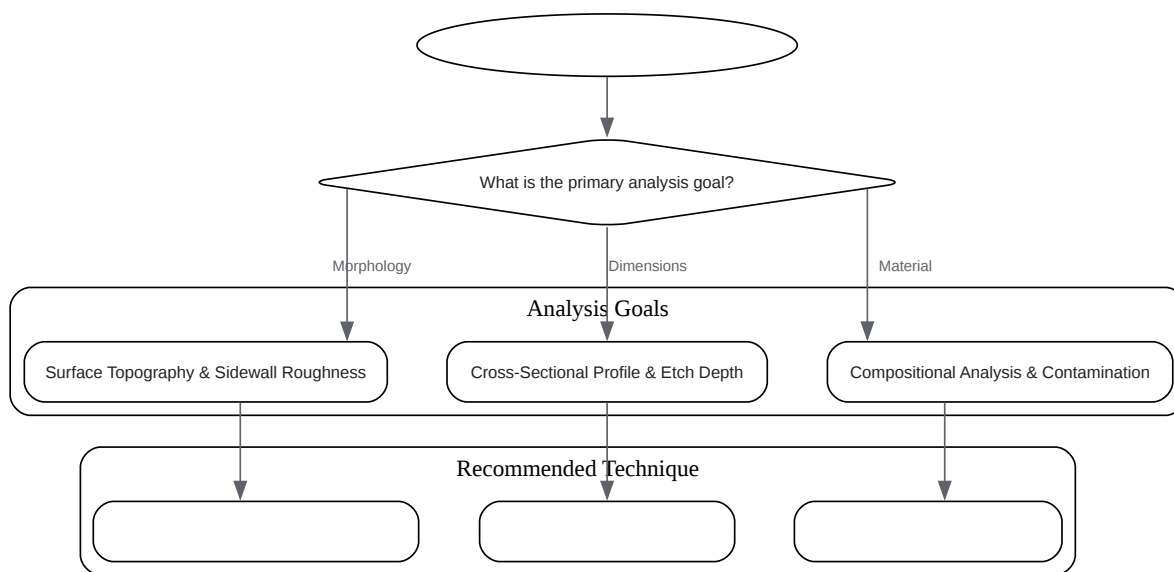 What is the primary analysis goal?
Morphology
Dimensions
Material
Analysis Goals
Surface Topography & Sidewall Roughness
Cross-Sectional Profile & Etch Depth
Compositional Analysis & Contamination
Recommended Technique